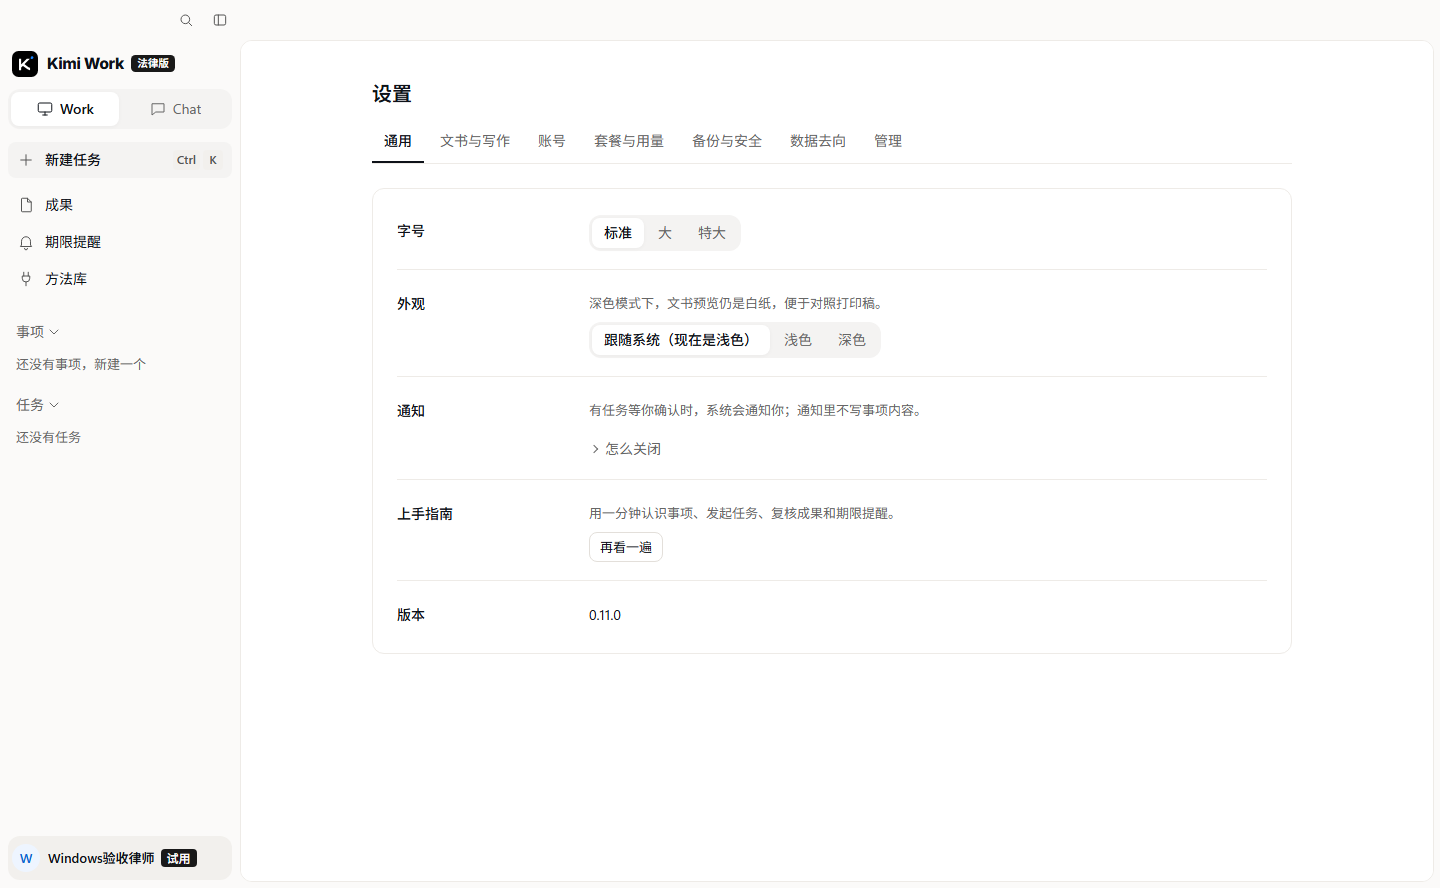 Kimi Work 法律版
Work Chat
新建任务 Ctrl K
成果
期限提醒
方法库
事项
还没有事项，新建一个
任务
还没有任务
Windows验收律师 试用
设置
通用 文书与写作 账号 套餐与用量 备份与安全 数据去向 管理
字号 标准 大 特大
外观 深色模式下，文书预览仍是白纸，便于对照打印稿。
跟随系统（现在是浅色） 浅色 深色
通知 有任务等你确认时，系统会通知你；通知里不写事项内容。
怎么关闭
上手指南 用一分钟认识事项、发起任务、复核成果和期限提醒。
再看一遍
版本 0.11.0